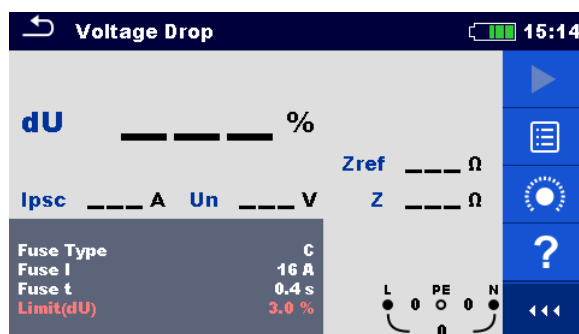 Voltage Drop 15:14
dU ___ %
Zref ___ Ω
Ipsc ___ A Un ___ V Z ___ Ω
Fuse Type C
Fuse I 16 A
Fuse t 0.4 s
Limit(dU) 3.0 %
?
L PE N
0 0
0